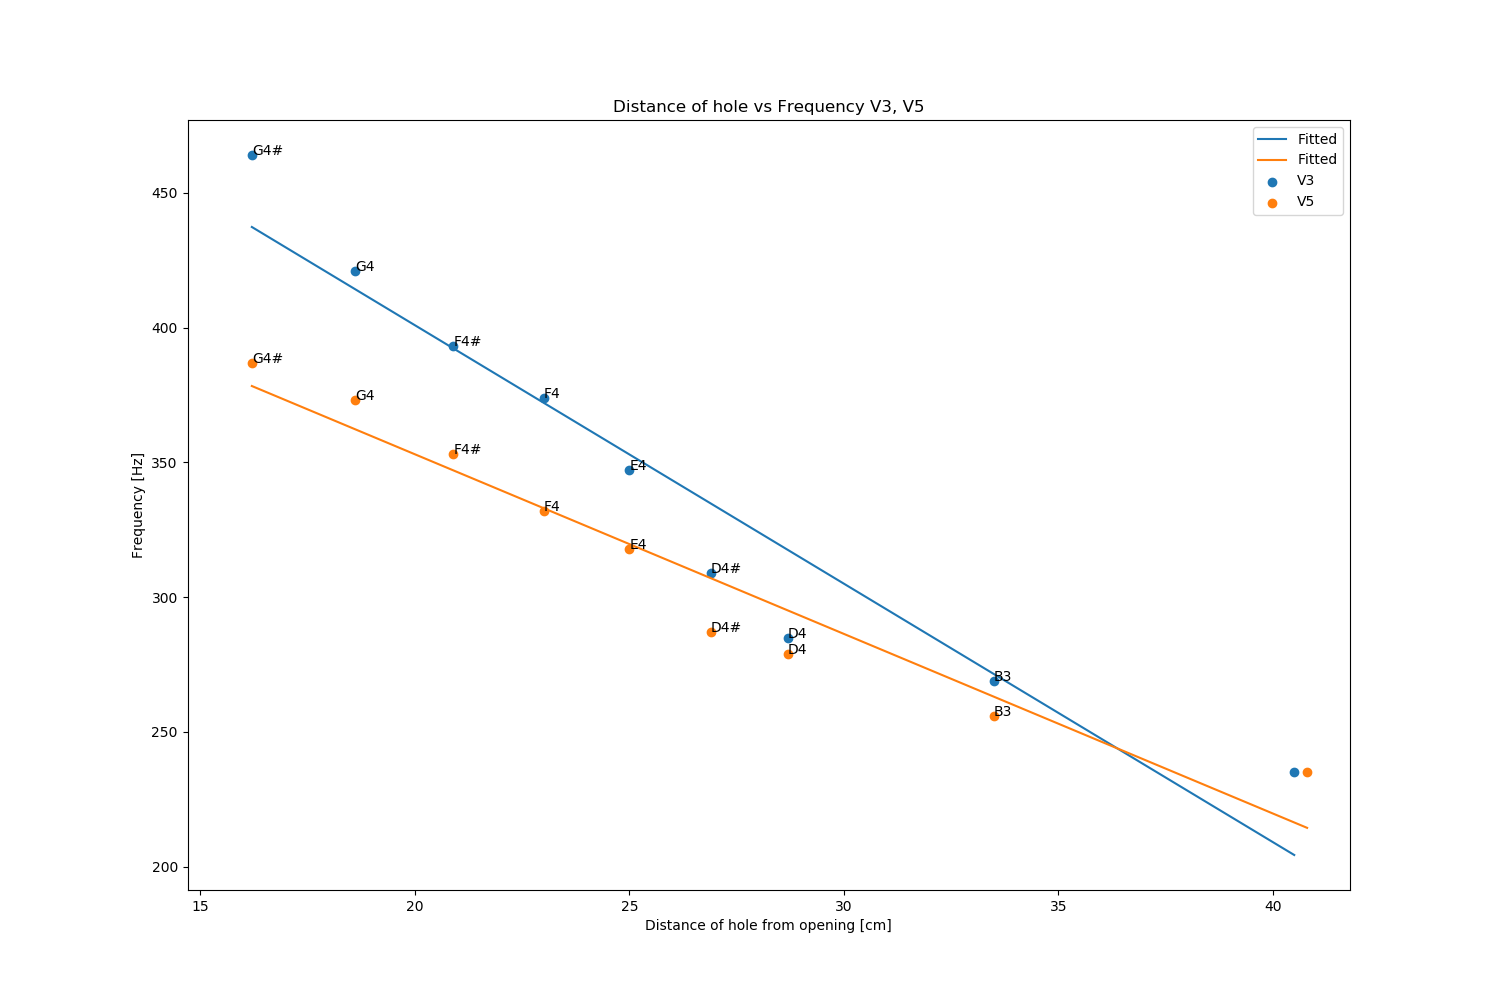 Distance of hole vs Frequency V3, V5
Fitted
Fitted
V3
V5
G4#
G4
F4#
F4
E4
D4#
D4
B3
G4#
G4
F4#
F4
E4
D4#
D4
B3
450
400
350
300
250
200
Frequency [Hz]
15
20
25
30
35
40
Distance of hole from opening [cm]